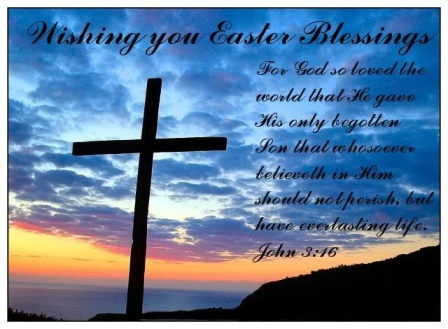 Wishing you Easter Blessings
For God so loved the
world that He gave
His only begotten
Son that whosoever
believeth in Him
should not perish, but
have everlasting life.
John 3:16